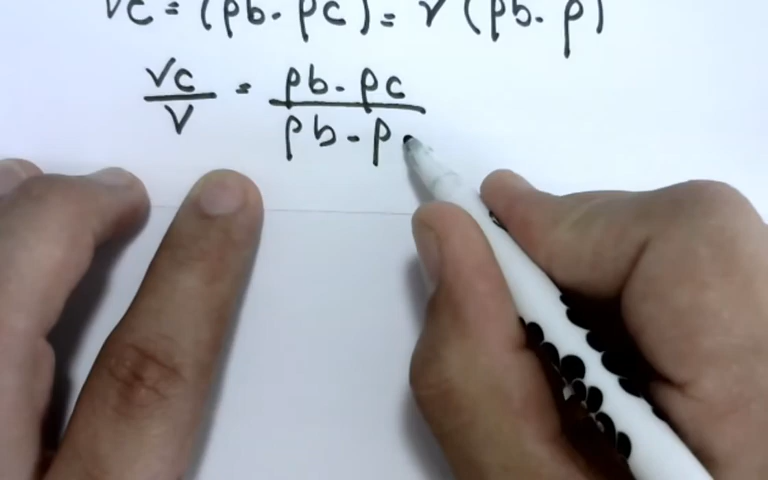 Vc = (ρb - ρc) = V (ρb - ρ)
Vc / V = ρb - ρc / ρb - ρ